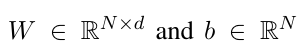 W ∈ ℝ^{N×d} and b ∈ ℝ^N